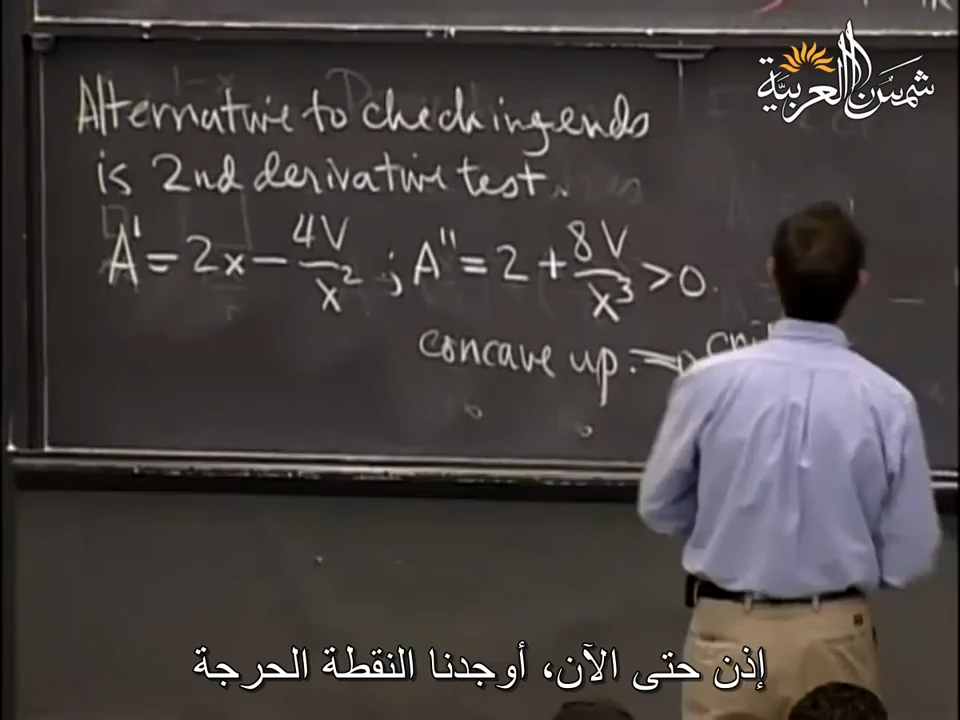 شمس العربية
Alternative to checking ends
is 2nd derivative test.
A' = 2x - 4V/x² ; A'' = 2 + 8V/x³ > 0.
concave up. ⇒
إذن حتى الآن، أوجدنا النقطة الحرجة